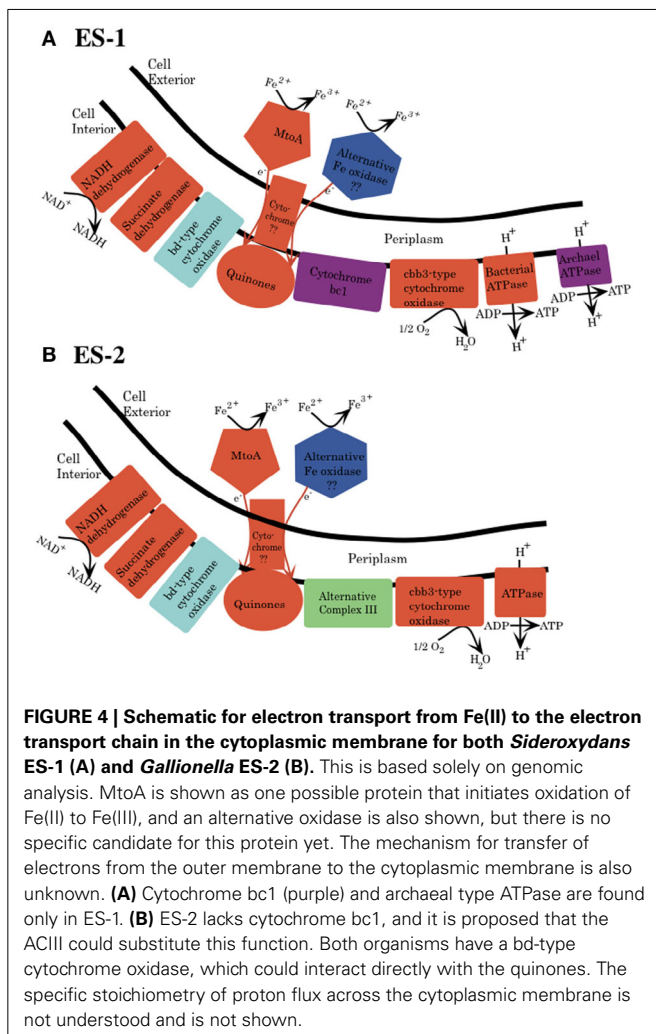 A ES-1
Cell
Exterior
Fe2+
Fe3+
Fe2+
Fe3+
Cell
Interior
MtoA
Alternative
Fe oxidase
??
NADH
dehydrogenase
e-
e-
NAD+
NADH
Succinate
dehydrogenase
bd-type
cytochrome
oxidase
Cyto-
chrome
??
Quinones
Periplasm
Cytochrome
bc1
cbb3-type
cytochrome
oxidase
1/2 O2
H2O
H+
Bacterial
ATPase
ADP
ATP
H+
H+
Archael
ATPase
ADP
ATP
H+
B ES-2
Cell
Exterior
Fe2+
Fe3+
Fe2+
Fe3+
Cell
Interior
MtoA
Alternative
Fe oxidase
??
NADH
dehydrogenase
e-
e-
NAD+
NADH
Succinate
dehydrogenase
bd-type
cytochrome
oxidase
Cyto-
chrome
??
Quinones
Periplasm
Alternative
Complex III
cbb3-type
cytochrome
oxidase
1/2 O2
H2O
H+
ATPase
ADP
ATP
H+
FIGURE 4 | Schematic for electron transport from Fe(II) to the electron
transport chain in the cytoplasmic membrane for both Sideroxydans
ES-1 (A) and Gallionella ES-2 (B). This is based solely on genomic
analysis. MtoA is shown as one possible protein that initiates oxidation of
Fe(II) to Fe(III), and an alternative oxidase is also shown, but there is no
specific candidate for this protein yet. The mechanism for transfer of
electrons from the outer membrane to the cytoplasmic membrane is also
unknown. (A) Cytochrome bc1 (purple) and archaeal type ATPase are found
only in ES-1. (B) ES-2 lacks cytochrome bc1, and it is proposed that the
ACIII could substitute this function. Both organisms have a bd-type
cytochrome oxidase, which could interact directly with the quinones. The
specific stoichiometry of proton flux across the cytoplasmic membrane is
not understood and is not shown.